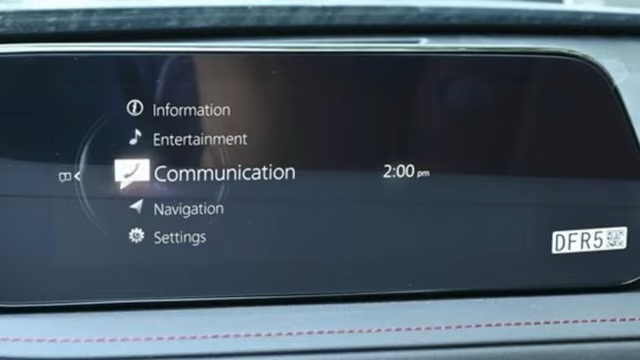 Information
Entertainment
Communication
2:00 pm
Navigation
Settings
DFR5